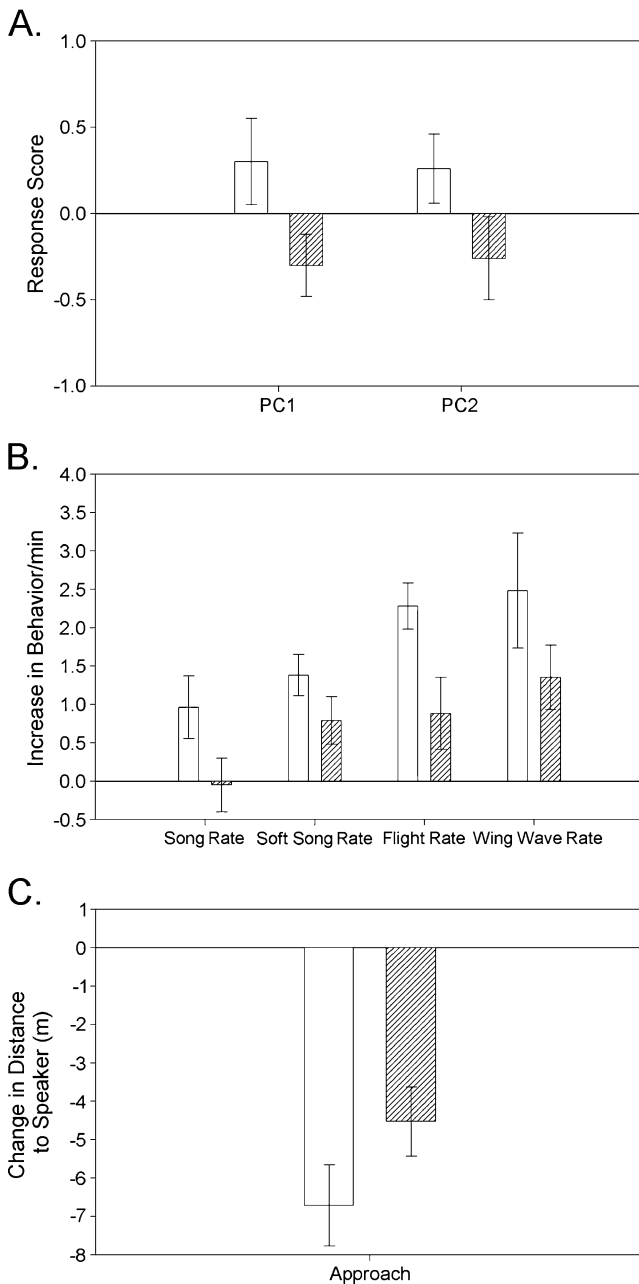 A.
1.0
0.5
0.0
-0.5
-1.0
Response Score
PC1 PC2
B.
4.0
3.5
3.0
2.5
2.0
1.5
1.0
0.5
0.0
-0.5
Increase in Behavior/min
Song Rate Soft Song Rate Flight Rate Wing Wave Rate
C.
1
0
-1
-2
-3
-4
-5
-6
-7
-8
Change in Distance
to Speaker (m)
Approach